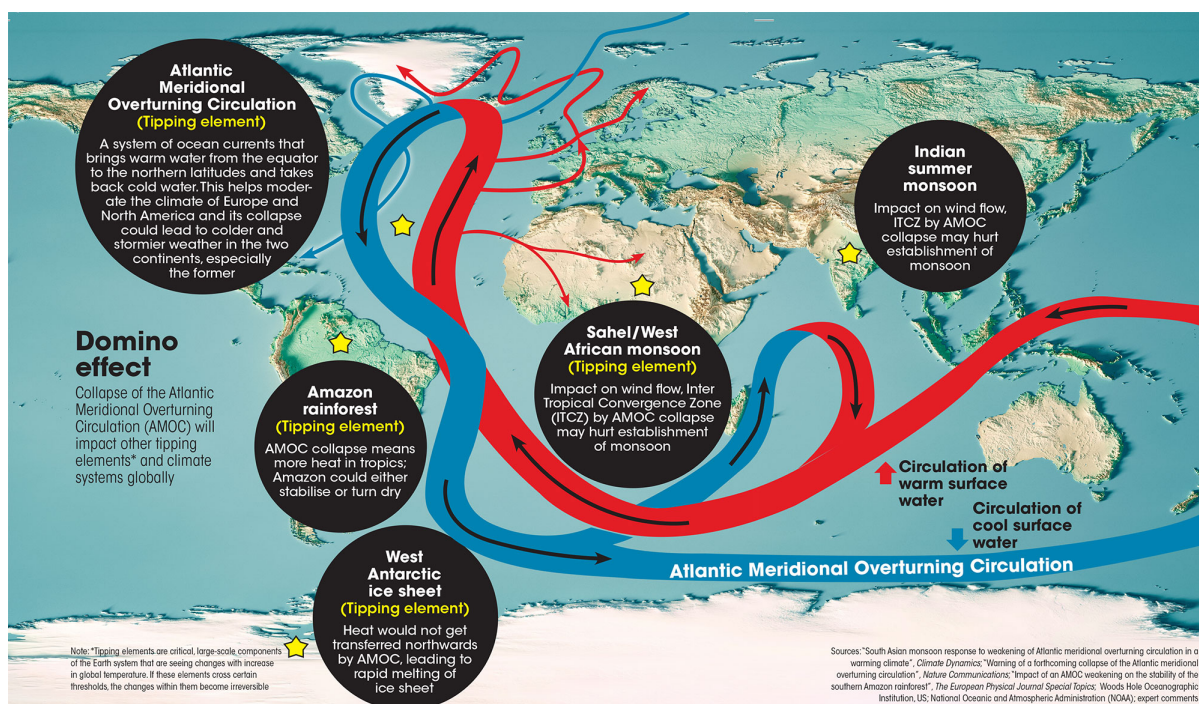 Atlantic
Meridional
Overturning Circulation
(Tipping element)
A system of ocean currents that
brings warm water from the equator
to the northern latitudes and takes
back cold water. This helps moder-
ate the climate of Europe and
North America and its collapse
could lead to colder and
stormier weather in the two
continents, especially
the former
Indian
summer
monsoon
Impact on wind flow,
ITCZ by AMOC
collapse may hurt
establishment of
monsoon
Domino
effect
Collapse of the Atlantic
Meridional Overturning
Circulation (AMOC) will
impact other tipping
elements* and climate
systems globally
Sahel/West
African monsoon
(Tipping element)
Impact on wind flow, Inter
Tropical Convergence Zone
(ITCZ) by AMOC collapse
may hurt establishment
of monsoon
Amazon
rainforest
(Tipping element)
AMOC collapse means
more heat in tropics;
Amazon could either
stabilise or turn dry
Circulation of
warm surface
water
Circulation of
cool surface
water
Atlantic Meridional Overturning Circulation
West
Antarctic
ice sheet
(Tipping element)
Heat would not get
transferred northwards
by AMOC, leading to
rapid melting of
ice sheet
Note: *Tipping elements are critical, large-scale components
of the Earth system that are seeing changes with increase
in global temperature. If these elements cross certain
thresholds, the changes within them become irreversible
Sources: "South Asian monsoon response to weakening of Atlantic meridional overturning circulation in a
warming climate", Climate Dynamics; "Warning of a forthcoming collapse of the Atlantic meridional
overturning circulation", Nature Communications; "Impact of an AMOC weakening on the stability of the
southern Amazon rainforest", The European Physical Journal Special Topics; Woods Hole Oceanographic
Institution, US; National Oceanic and Atmospheric Administration (NOAA); expert comments